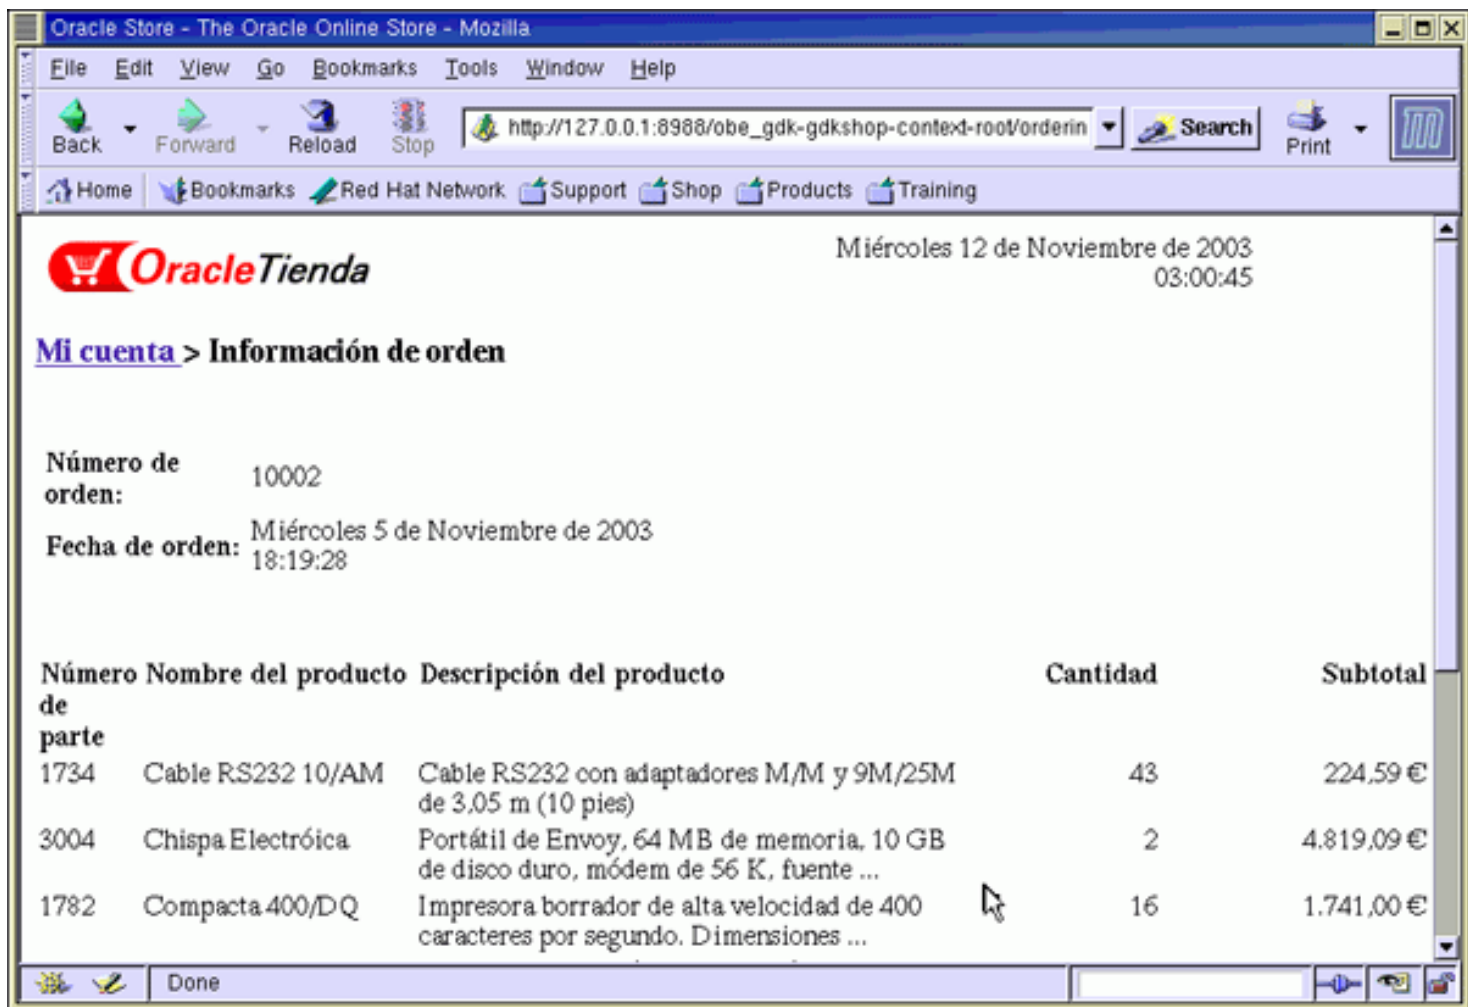 Oracle Store - The Oracle Online Store - Mozilla
File Edit View Go Bookmarks Tools Window Help
Back Forward Reload Stop http://127.0.0.1:8988/obe_gdk-gdkshop-context-root/orderin Search Print
Home Bookmarks Red Hat Network Support Shop Products Training
OracleTienda
Miércoles 12 de Noviembre de 2003
03:00:45
Mi cuenta > Información de orden
Número de
orden:
10002
Fecha de orden:
Miércoles 5 de Noviembre de 2003
18:19:28
Número de parte Nombre del producto Descripción del producto Cantidad Subtotal
1734 Cable RS232 10/AM Cable RS232 con adaptadores M/M y 9M/25M 43 224,59 €
de 3,05 m (10 pies)
3004 Chispa Electróica Portátil de Envoy, 64 MB de memoria, 10 GB 2 4.819,09 €
de disco duro, módem de 56 K, fuente ...
1782 Compacta 400/DQ Impresora borrador de alta velocidad de 400 16 1.741,00 €
caracteres por segundo. Dimensiones ...
Done